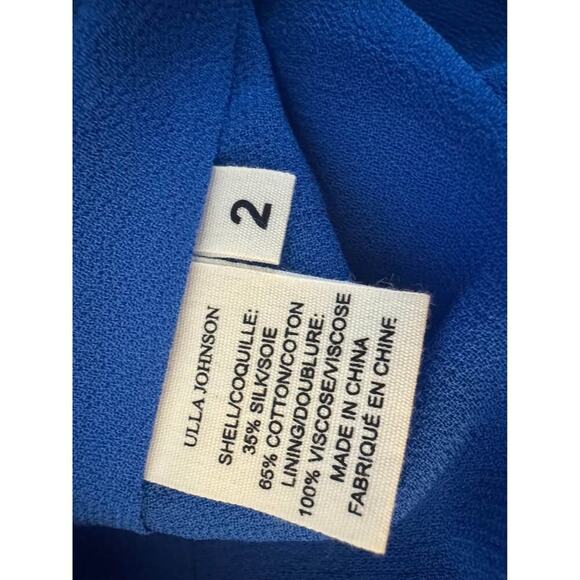 2
ULLA JOHNSON
SHELL/COQUILLE:
35% SILK/SOIE
65% COTTON/COTON
LINING/DOUBLURE:
100% VISCOSE/VISCOSE
MADE IN CHINA
FABRIQUÉ EN CHINE